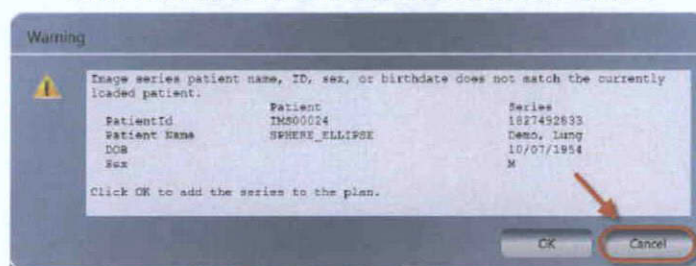 Warning
Image series patient name, ID, sex, or birthdate does not match the currently
loaded patient.
Patient Series
PatientId TMS00024 1827492633
Patient Name SPHERE_ELLIPSE Demo, Lung
DOB 10/07/1954
Sex M
Click OK to add the series to the plan.
OK Cancel